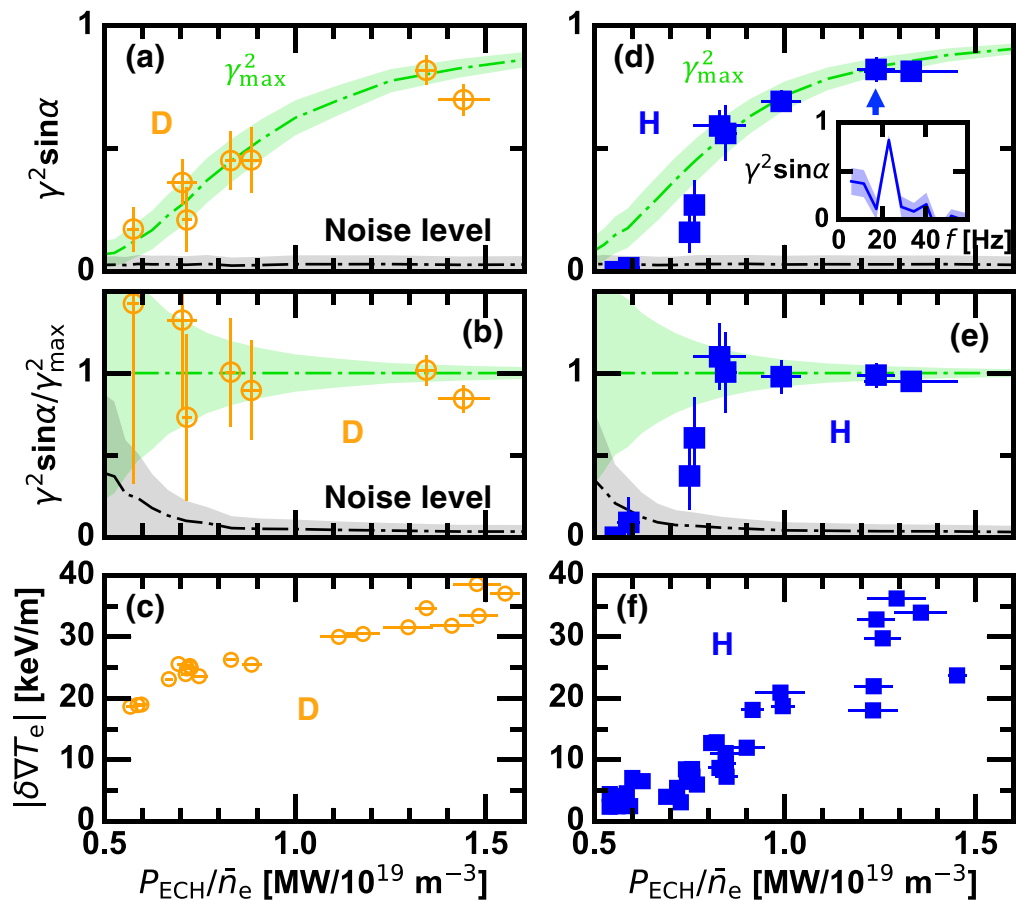 (a)
γ²max
D
Noise level
γ²sinα
1
0
(d)
γ²max
H
γ²sinα
1
0
0 20 40 f [Hz]
1
0
(b)
D
Noise level
γ²sinα/γ²max
1
0
(e)
H
1
0
(c)
D
|δ∇Tₑ| [keV/m]
40
30
20
10
0
0.5 1.0 1.5
P_ECH/n̄ₑ [MW/10¹⁹ m⁻³]
(f)
H
40
30
20
10
0
0.5 1.0 1.5
P_ECH/n̄ₑ [MW/10¹⁹ m⁻³]